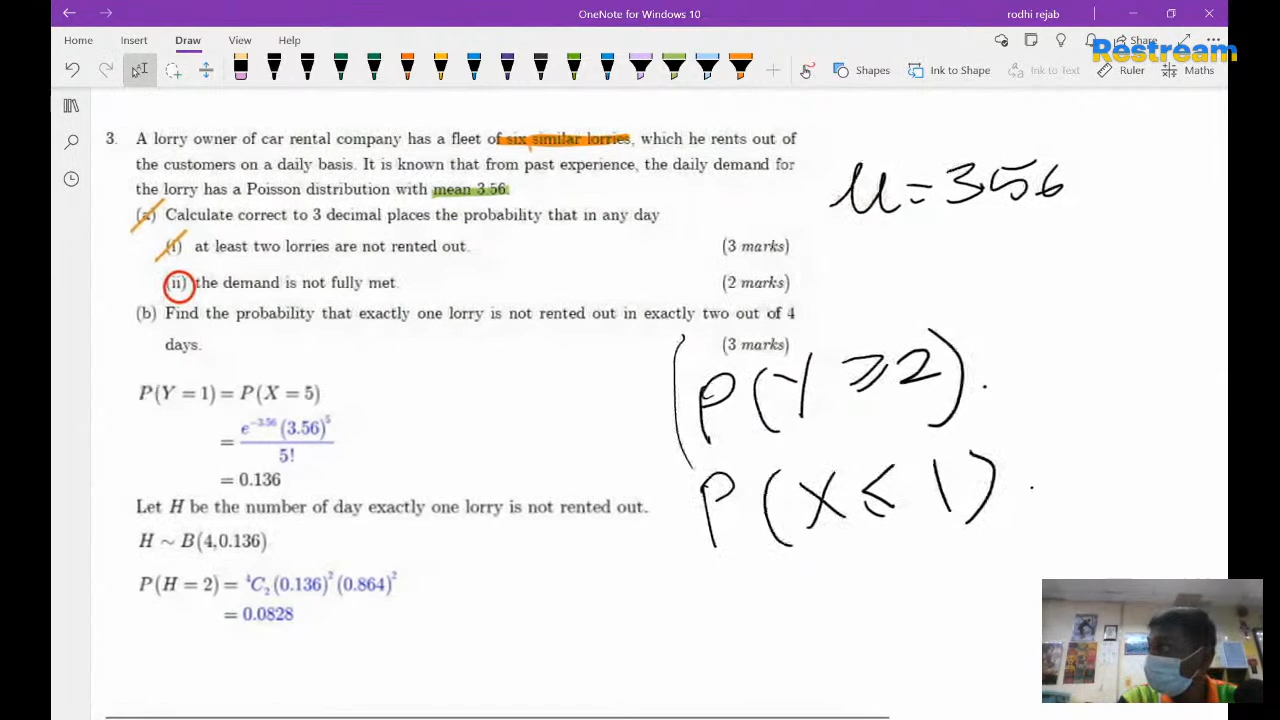 OneNote for Windows 10
rodhi rejab
Home Insert Draw View Help
Share
Restream
Shapes Ink to Shape Ink to Text Ruler Maths
3. A lorry owner of car rental company has a fleet of six similar lorries, which he rents out of
the customers on a daily basis. It is known that from past experience, the daily demand for
the lorry has a Poisson distribution with mean 3.56
(a) Calculate correct to 3 decimal places the probability that in any day
(i) at least two lorries are not rented out. (3 marks)
(ii) the demand is not fully met. (2 marks)
(b) Find the probability that exactly one lorry is not rented out in exactly two out of 4
days. (3 marks)
μ = 3.56
P(Y ⩾ 2).
P(X ≤ 1).
P(Y = 1) = P(X = 5)
= e^−3.56 (3.56)^5
5!
= 0.136
Let H be the number of day exactly one lorry is not rented out.
H ~ B(4,0.136)
P(H = 2) = ⁴C₂ (0.136)² (0.864)²
= 0.0828